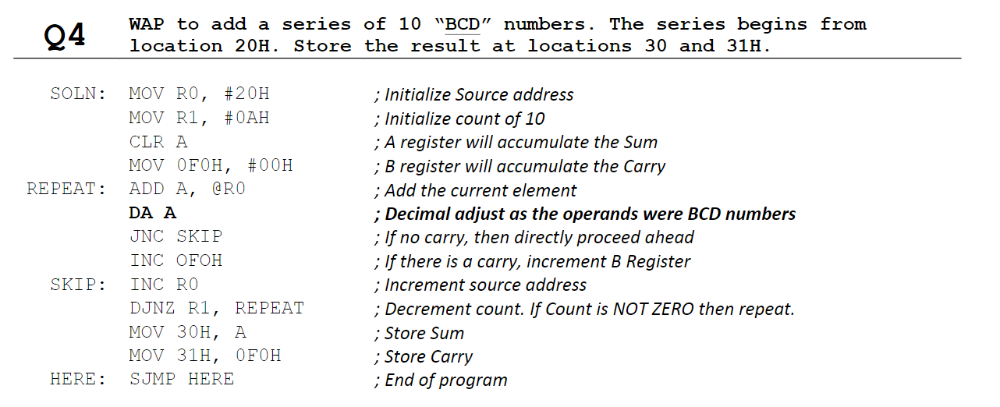 Q4 WAP to add a series of 10 “BCD” numbers. The series begins from
location 20H. Store the result at locations 30 and 31H.
SOLN: MOV R0, #20H ; Initialize Source address
MOV R1, #0AH ; Initialize count of 10
CLR A ; A register will accumulate the Sum
MOV 0F0H, #00H ; B register will accumulate the Carry
REPEAT: ADD A, @R0 ; Add the current element
DA A ; Decimal adjust as the operands were BCD numbers
JNC SKIP ; If no carry, then directly proceed ahead
INC OFOH ; If there is a carry, increment B Register
SKIP: INC R0 ; Increment source address
DJNZ R1, REPEAT ; Decrement count. If Count is NOT ZERO then repeat.
MOV 30H, A ; Store Sum
MOV 31H, 0F0H ; Store Carry
HERE: SJMP HERE ; End of program